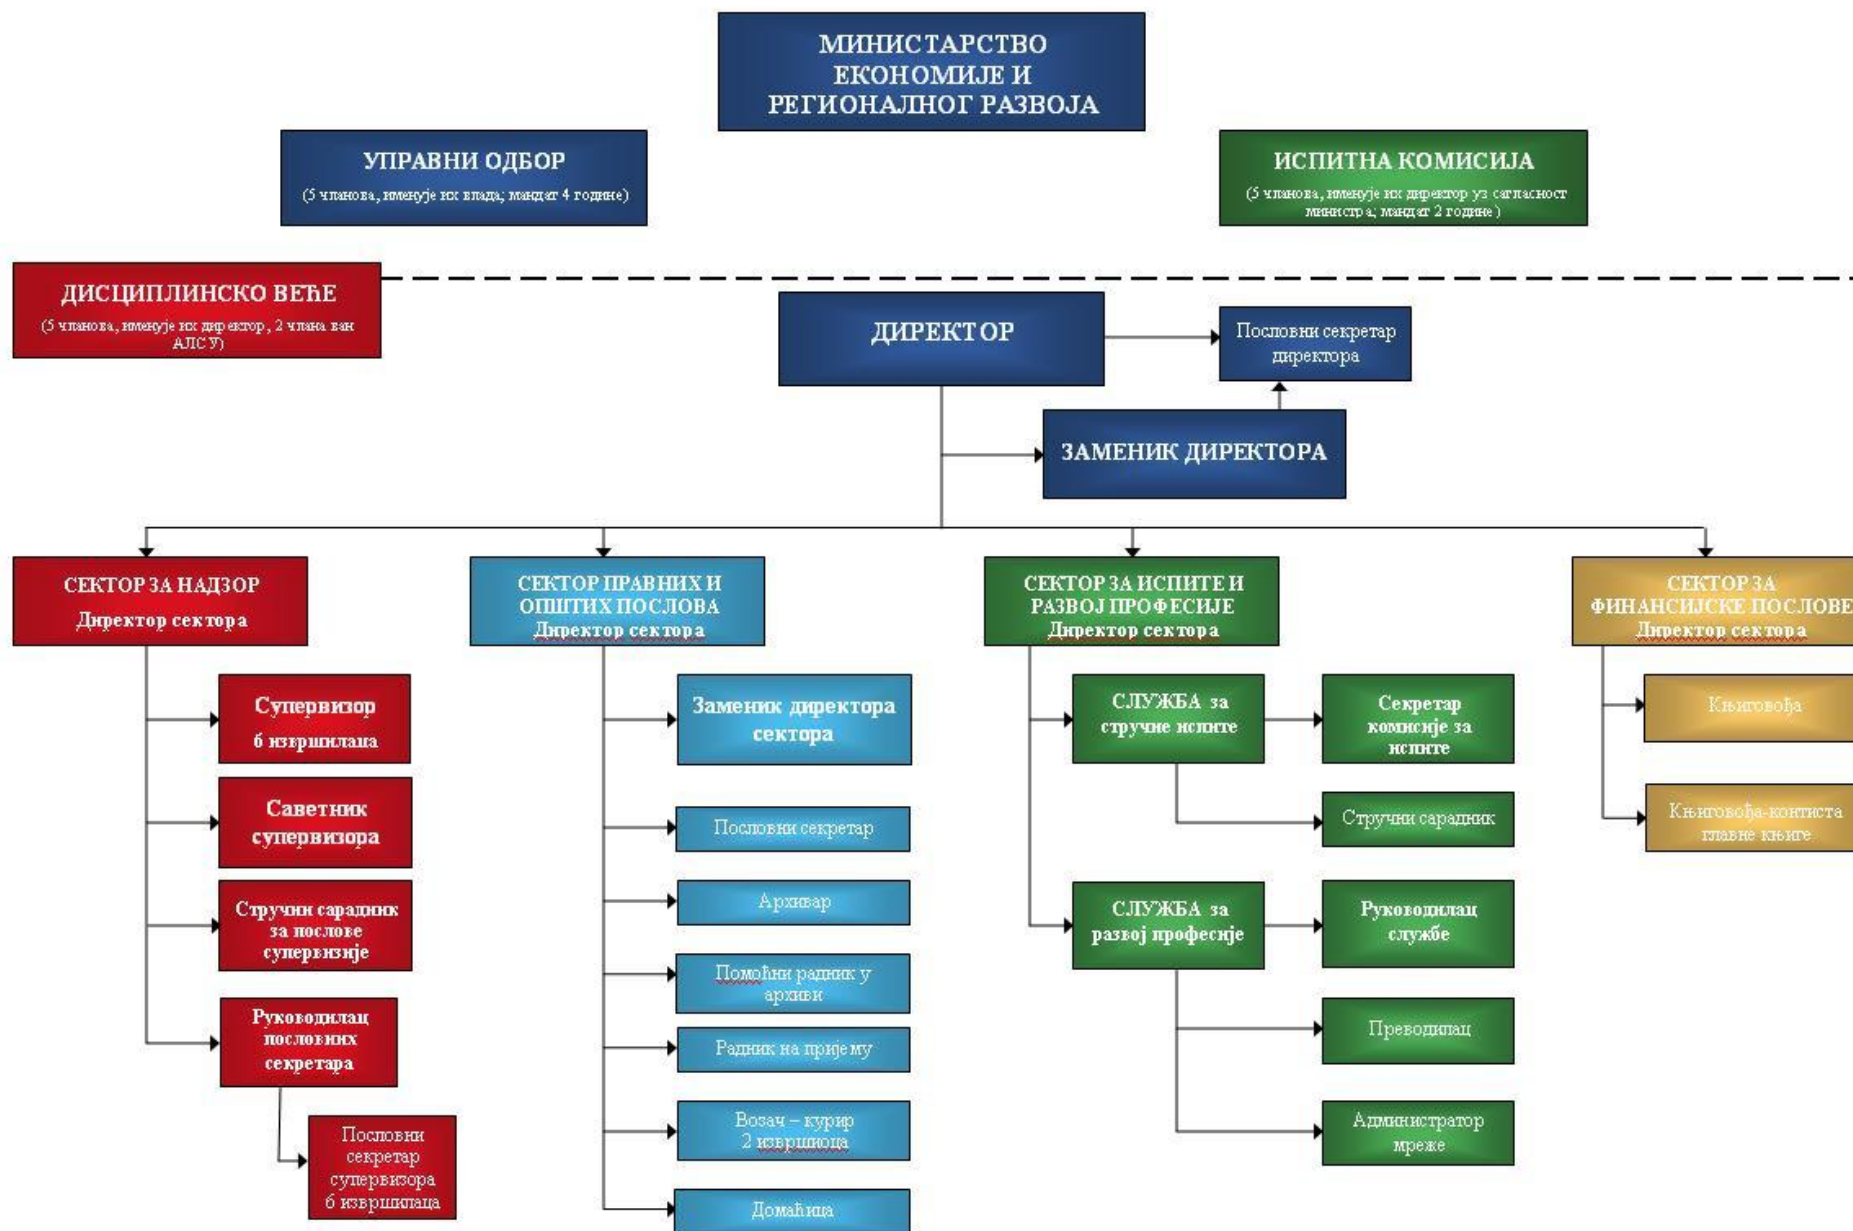 МИНИСТАРСТВО
ЕКОНОМИЈЕ И
РЕГИОНАЛНОГ РАЗВОЈА
УПРАВНИ ОДБОР
(5 чланова, именује их влада; мандат 4 године)
ИСПИТНА КОМИСИЈА
(5 чланова, именује их директор уз сагласност
министра; мандат 2 године)
ДИСЦИПЛИНСКО ВЕЋЕ
(5 чланова, именује их директор, 2 члана ван
АЛСУ)
ДИРЕКТОР
Пословни секретар
директора
ЗАМЕНИК ДИРЕКТОРА
СЕКТОР ЗА НАДЗОР
Директор сектора
Супервизор
6 извршилаца
Саветник
супервизора
Стручни сарадник
за послове
супервизије
Руководилац
пословних
секретара
Пословни
секретар
супервизора
6 извршилаца
СЕКТОР ПРАВНИХ И
ОПШТИХ ПОСЛОВА
Директор сектора
Заменик директора
сектора
Пословни секретар
Архивар
Помоћни радник у
архиви
Радник на пријему
Возач – курир
2 извршиоца
Домаћица
СЕКТОР ЗА ИСПИТЕ И
РАЗВОЈ ПРОФЕСИЈЕ
Директор сектора
СЛУЖБА за
стручне испите
Секретар
комисије за
испите
Стручни сарадник
СЛУЖБА за
развој професије
Руководилац
службе
Преводилац
Администратор
мреже
СЕКТОР ЗА
ФИНАНСИЈСКЕ ПОСЛОВЕ
Директор сектора
Књиговођа
Књиговођа-контиста
главне књиге